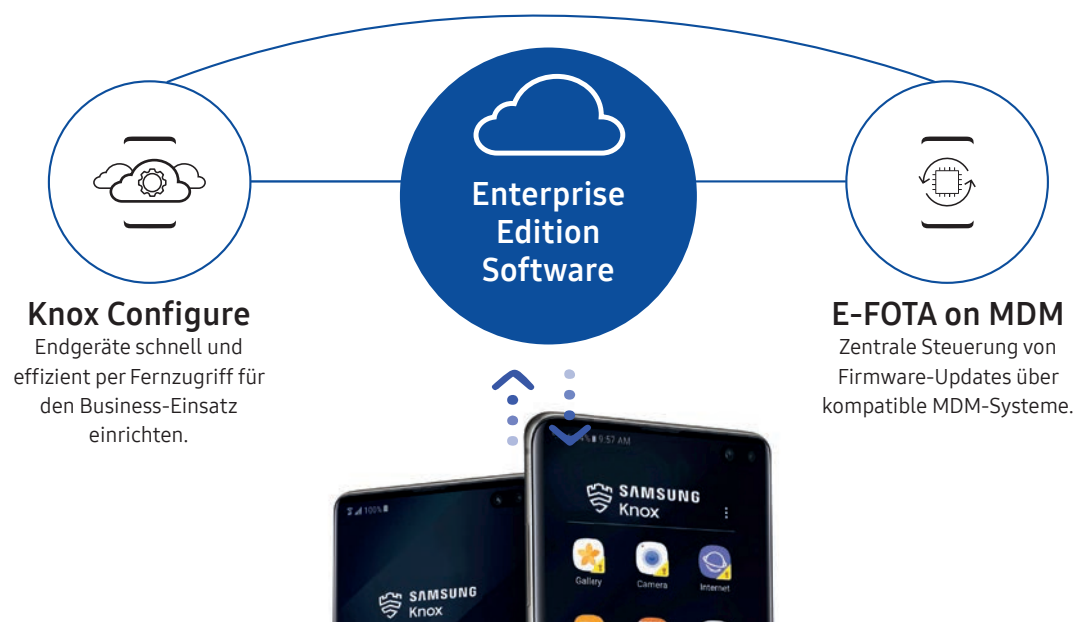 Enterprise
Edition
Software
Knox Configure
Endgeräte schnell und
effizient per Fernzugriff für
den Business-Einsatz
einrichten.
E-FOTA on MDM
Zentrale Steuerung von
Firmware-Updates über
kompatible MDM-Systeme.
9:57 AM
SAMSUNG
Knox
Gallery
Camera
Internet
100%
SAMSUNG
Knox